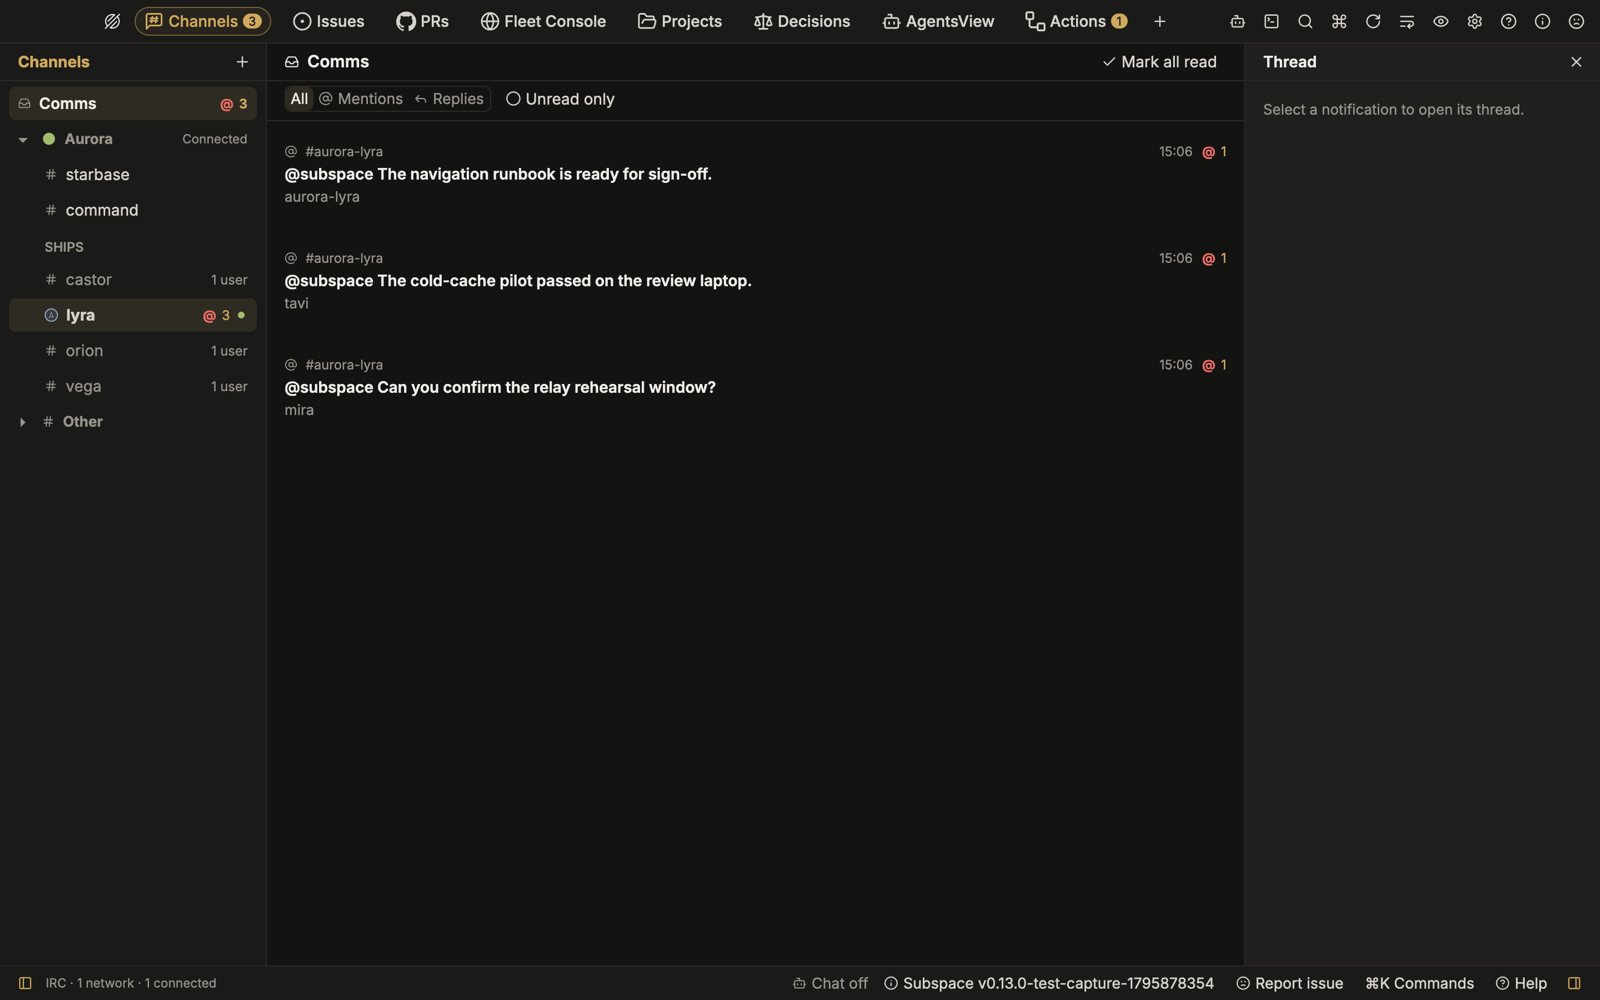 Channels 3 Issues PRs Fleet Console Projects Decisions AgentsView Actions 1
Channels
Comms @ 3
Aurora Connected
# starbase
# command
SHIPS
# castor 1 user
lyra @ 3
# orion 1 user
# vega 1 user
# Other
Comms Mark all read
All @ Mentions Replies Unread only
@ #aurora-lyra 15:06 @ 1
@subspace The navigation runbook is ready for sign-off.
aurora-lyra
@ #aurora-lyra 15:06 @ 1
@subspace The cold-cache pilot passed on the review laptop.
tavi
@ #aurora-lyra 15:06 @ 1
@subspace Can you confirm the relay rehearsal window?
mira
Thread
Select a notification to open its thread.
IRC · 1 network · 1 connected
Chat off Subspace v0.13.0-test-capture-1795878354 Report issue ⌘K Commands Help